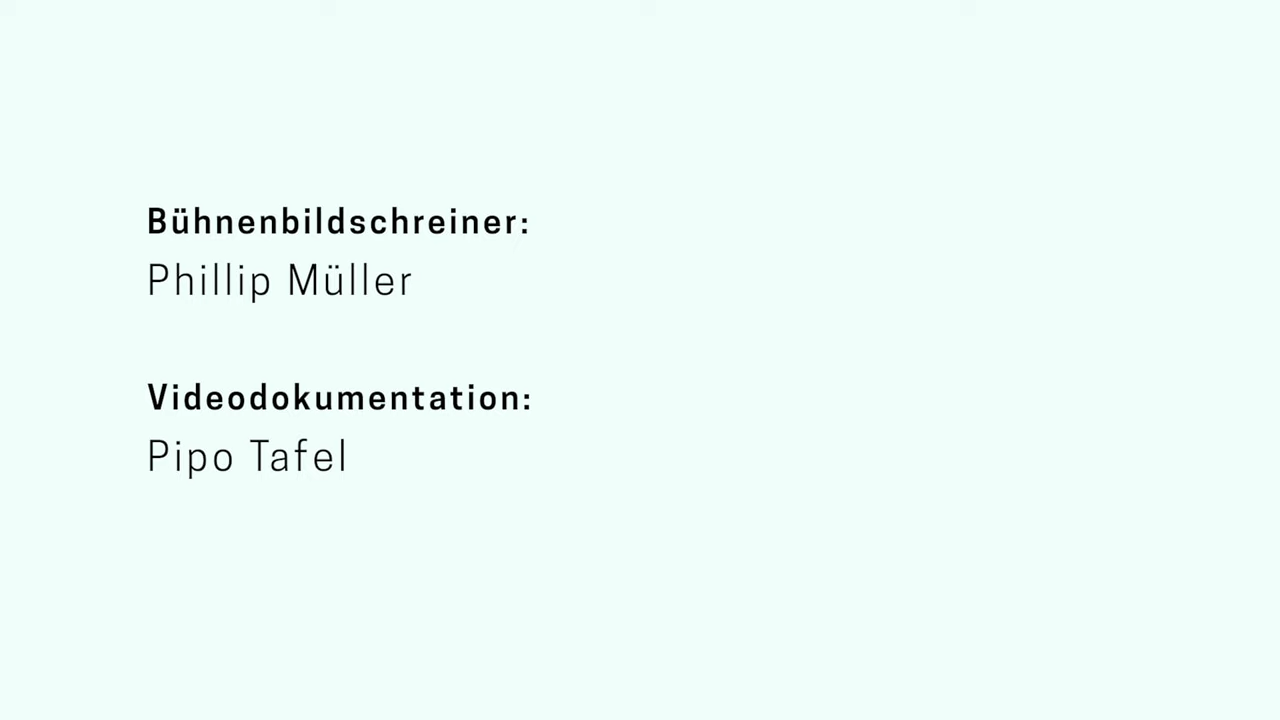 Bühnenbildschreiner:
Phillip Müller
Videodokumentation:
Pipo Tafel